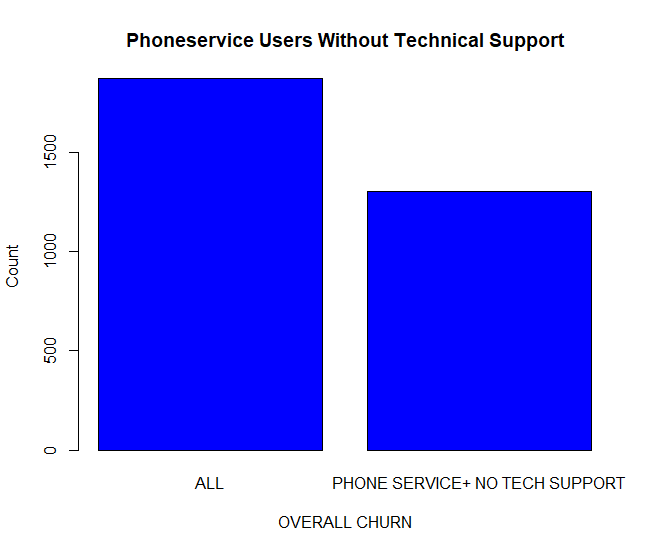 Phoneservice Users Without Technical Support
Count
1500
1000
500
0
ALL
PHONE SERVICE+ NO TECH SUPPORT
OVERALL CHURN